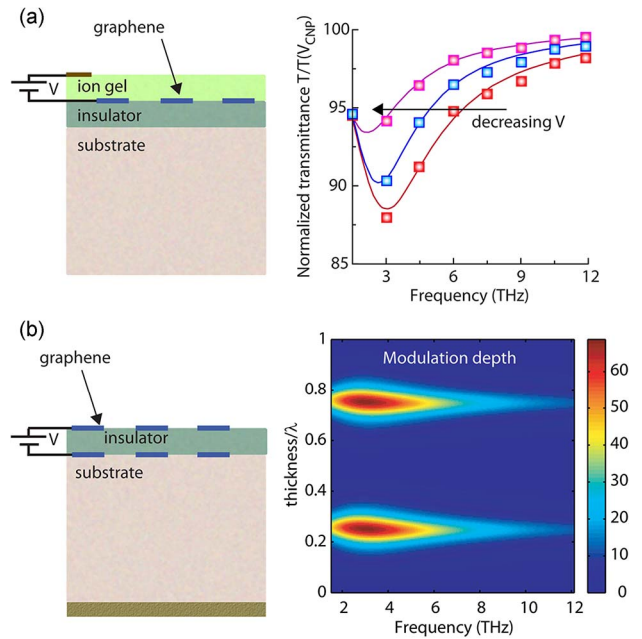 (a)
graphene
V
ion gel
insulator
substrate
Normalized transmittance T/T(V_CNP)
100
95
90
85
decreasing V
3
6
9
12
Frequency (THz)
(b)
graphene
V
insulator
substrate
thickness/λ
1
0.8
0.6
0.4
0.2
0
Modulation depth
2
4
6
8
10
12
Frequency (THz)
60
50
40
30
20
10
0